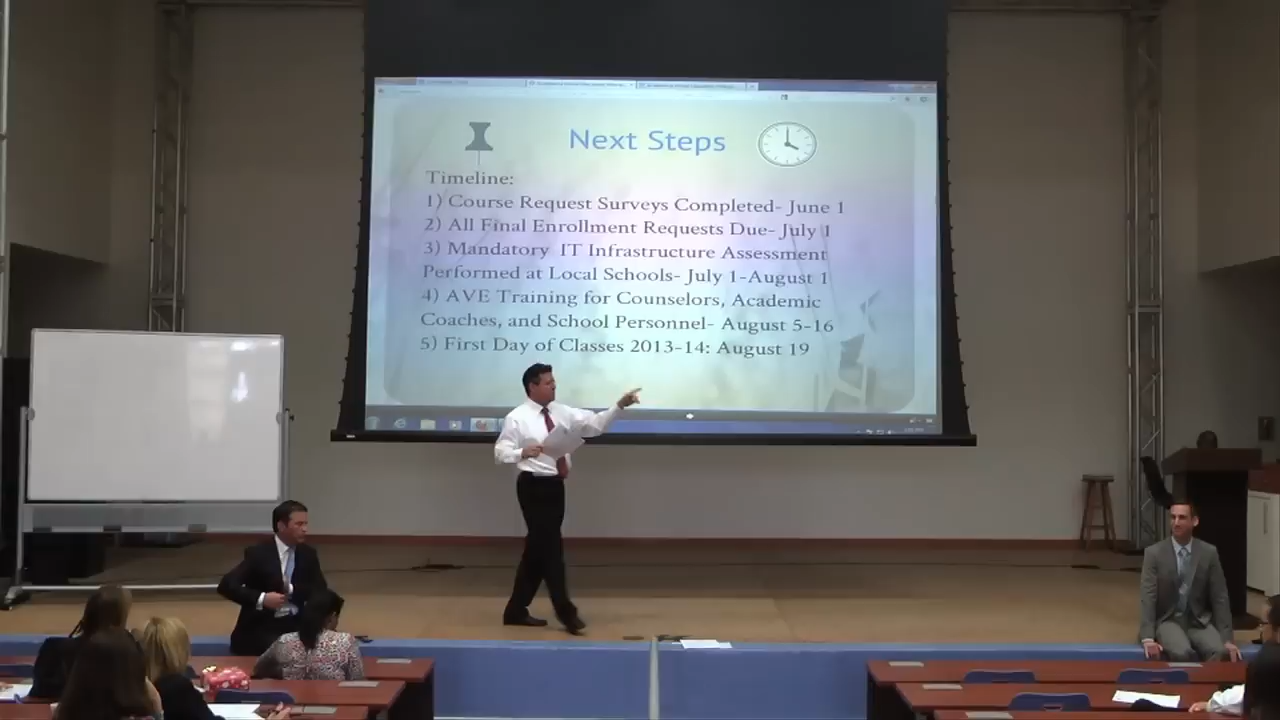 Next Steps
Timeline:
1) Course Request Surveys Completed- June 1
2) All Final Enrollment Requests Due- July 1
3) Mandatory IT Infrastructure Assessment
Performed at Local Schools- July 1-August 1
4) AVE Training for Counselors, Academic
Coaches, and School Personnel- August 5-16
5) First Day of Classes 2013-14: August 19